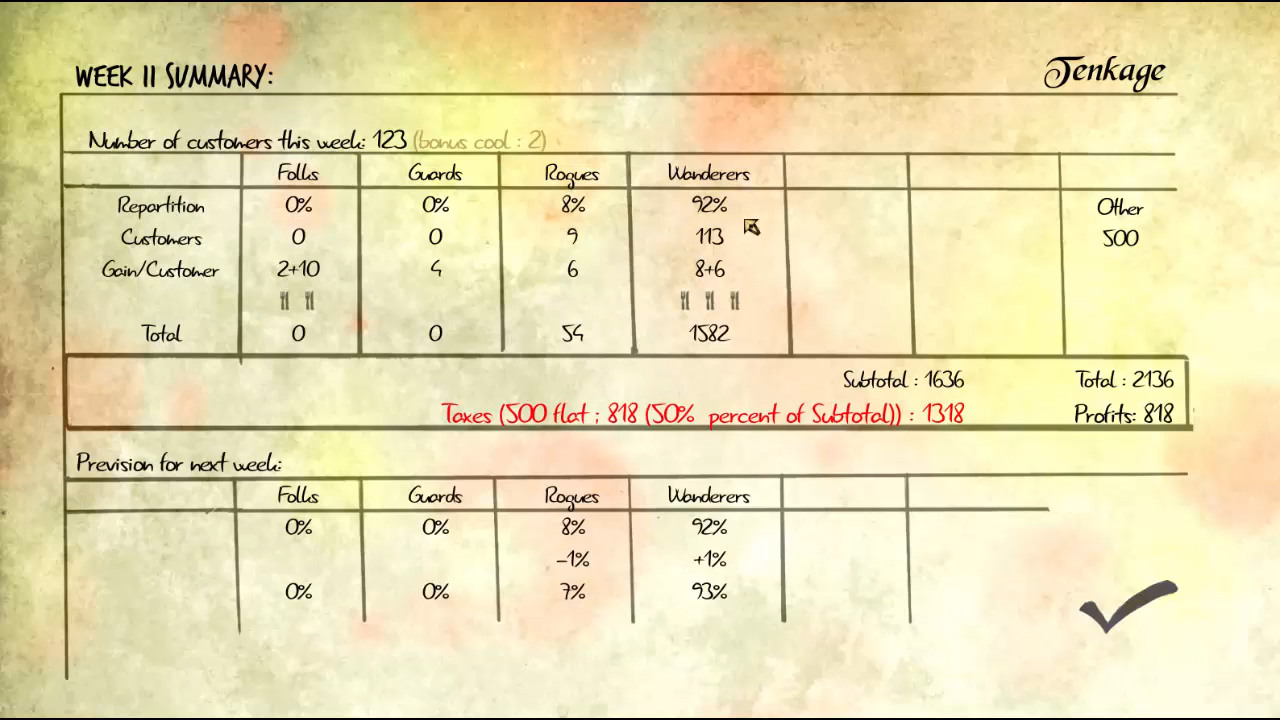 WEEK 11 SUMMARY: Tenkage
Number of customers this week: 123 (bonus cool : 2)
Folks Guards Rogues Wanderers
Repartition 0% 0% 8% 92% Other
Customers 0 0 9 113 500
Gain/Customer 2+10 4 6 8+6
Total 0 0 54 1582
Subtotal : 1636 Total : 2136
Taxes (500 flat ; 818 (50% percent of Subtotal)) : 1318 Profits: 818
Prevision for next week:
Folks Guards Rogues Wanderers
0% 0% 8% 92%
-1% +1%
0% 0% 7% 93%